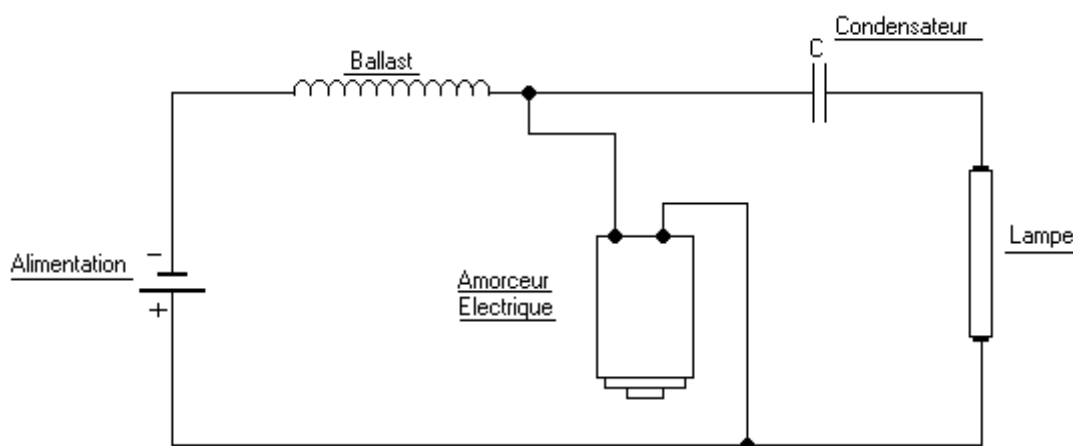 Condensateur
C
Ballast
Alimentation
−
+
Amorceur
Electrique
Lampe